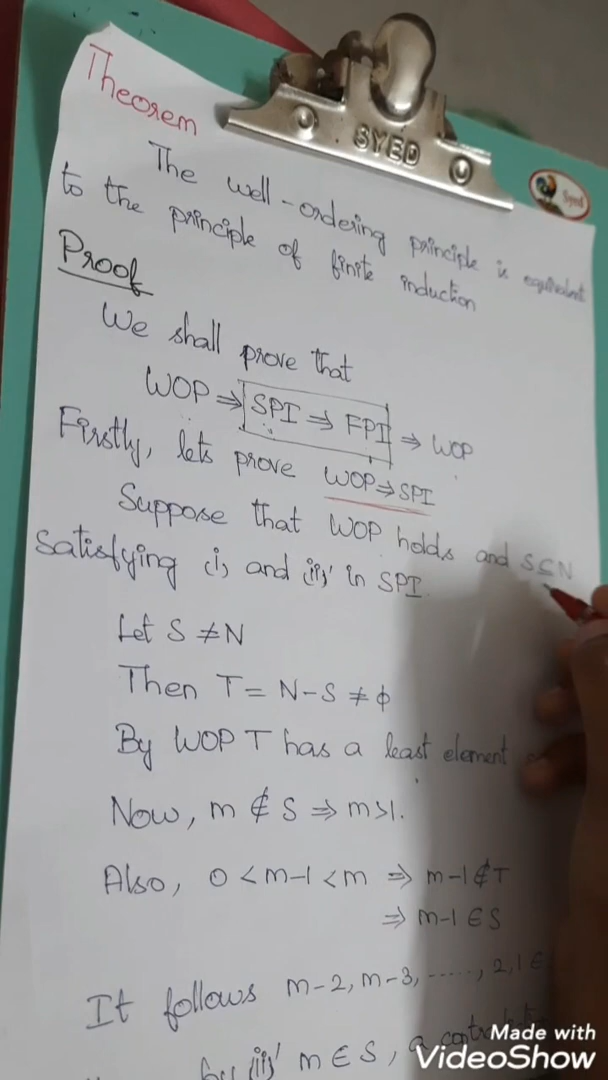 SYED
Syed
Theorem
The well-ordering principle is equivalent
to the principle of finite induction
Proof
We shall prove that
WOP ⇒ SPI ⇒ FPI ⇒ WOP
Firstly, lets prove WOP ⇒ SPI
Suppose that WOP holds and S ⊆ N
satisfying (i) and (ii)' in SPI.
Let S ≠ N
Then T = N - S ≠ ϕ
By WOP T has a least element
Now, m ∉ S ⇒ m > 1.
Also, 0 < m-1 < m ⇒ m-1 ∉ T
⇒ m-1 ∈ S
It follows m-2, m-3, ....., 2, 1 ∈
by (ii)' m ∈ S, a
Made with
VideoShow